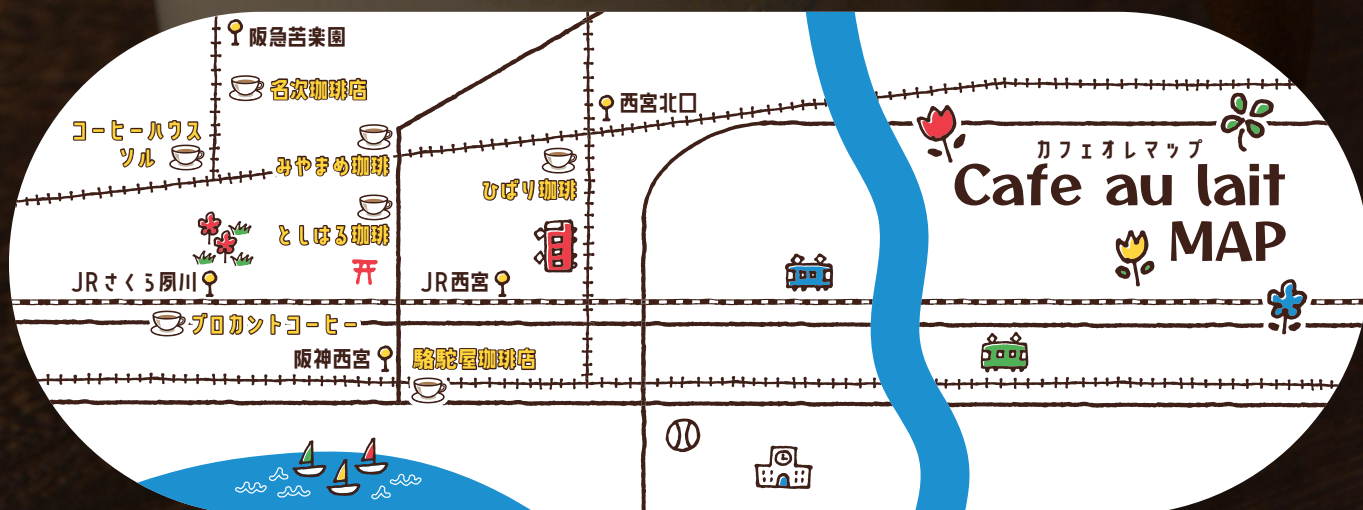 阪急苦楽園
名次珈琲店
西宮北口
コーヒーハウス
ソル
みやまめ珈琲
ひばり珈琲
カフェオレマップ
Cafe au lait
MAP
としはる珈琲
JRさくら夙川
JR西宮
ブロカントコーヒー
阪神西宮
駱駝屋珈琲店